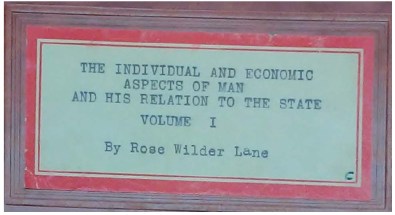 THE INDIVIDUAL AND ECONOMIC
ASPECTS OF MAN
AND HIS RELATION TO THE STATE
VOLUME I
By Rose Wilder Lane